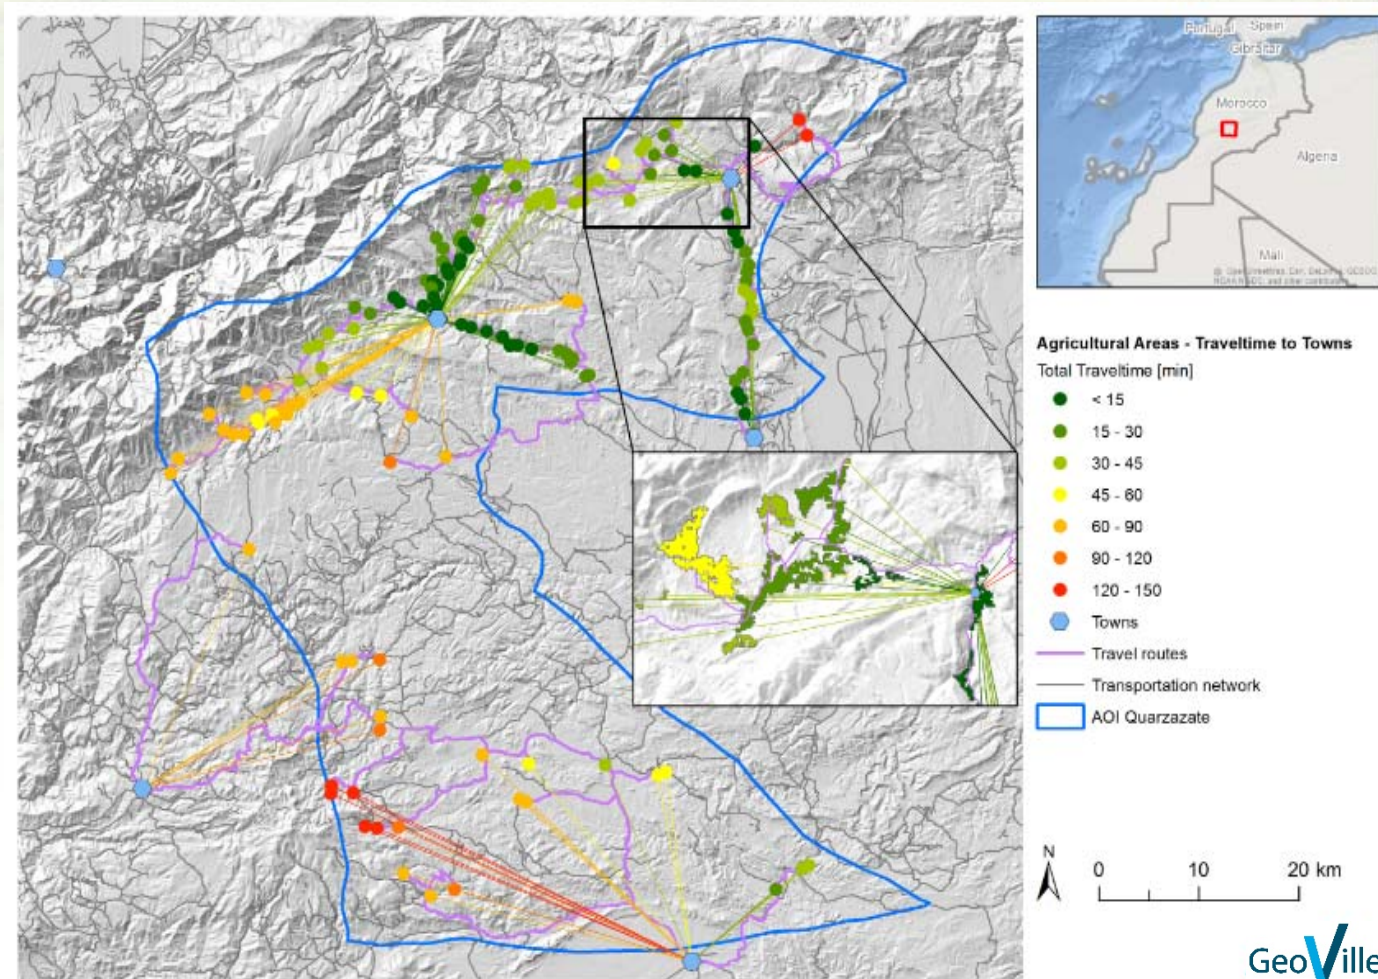 Portugal Spain
Gibraltar
Morocco
Algeria
Mali
Agricultural Areas - Traveltime to Towns
Total Traveltime [min]
< 15
15 - 30
30 - 45
45 - 60
60 - 90
90 - 120
120 - 150
Towns
Travel routes
Transportation network
AOI Quarzazate
N
0 10 20 km
GeoVille